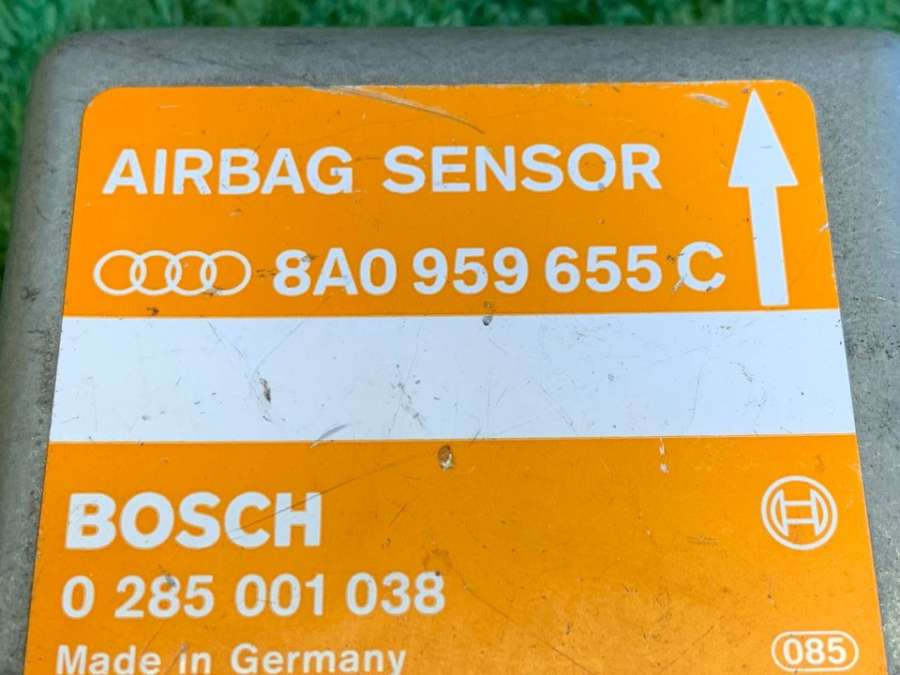 AIRBAG SENSOR
8A0 959 655 C
BOSCH
0 285 001 038
Made in Germany
085